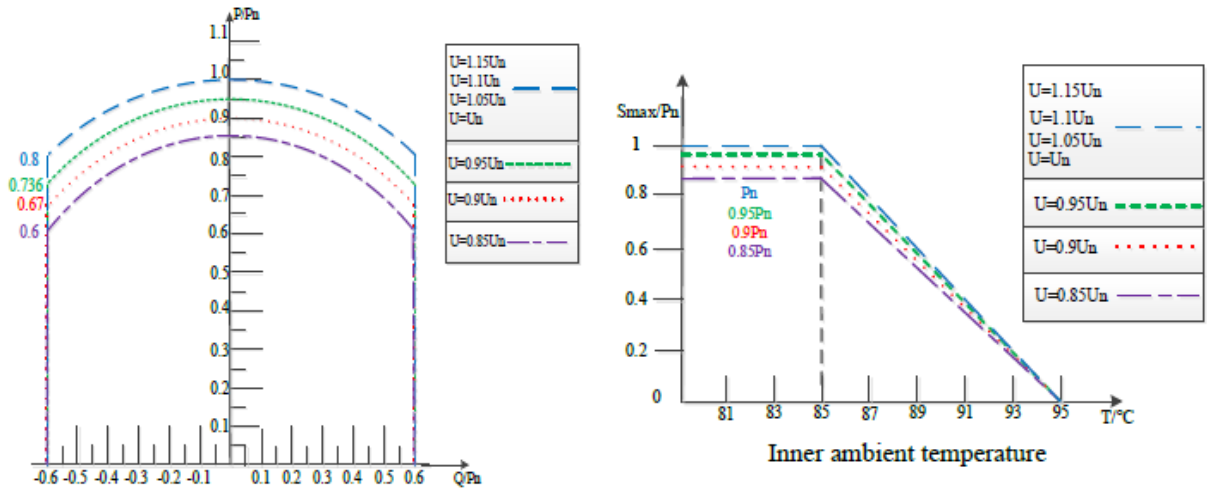 P/Pn
1.1
1.0
0.9
0.8
0.7
0.6
0.5
0.4
0.3
0.2
0.1
0.8
0.736
0.67
0.6
-0.6 -0.5 -0.4 -0.3 -0.2 -0.1 0.1 0.2 0.3 0.4 0.5 0.6
Q/Pn
U=1.15Un
U=1.1Un
U=1.05Un
U=Un
U=0.95Un
U=0.9Un
U=0.85Un
Smax/Pn
1
0.8
0.6
0.4
0.2
0
Pn
0.95Pn
0.9Pn
0.85Pn
81 83 85 87 89 91 93 95
T/°C
Inner ambient temperature
U=1.15Un
U=1.1Un
U=1.05Un
U=Un
U=0.95Un
U=0.9Un
U=0.85Un